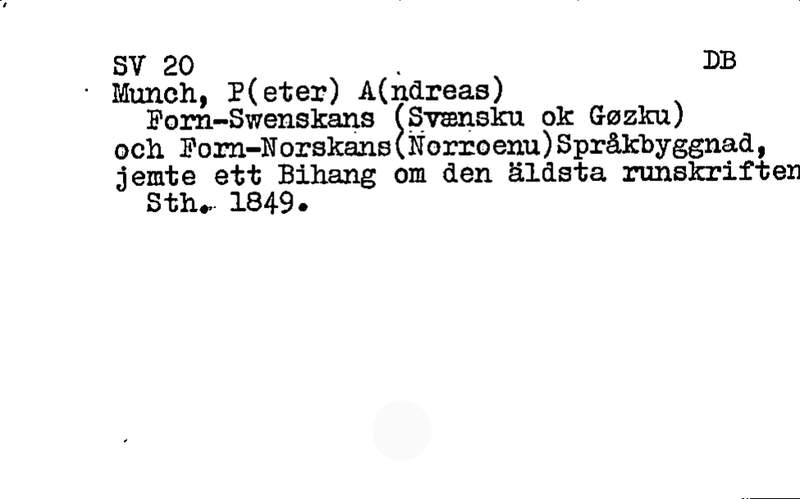 SV 20 DB
Munch, P(eter) A(ndreas)
Forn-Swenskans (Svænsku ok Gøzku)
och Forn-Norskans(Norroenu)Språkbyggnad,
jemte ett Bihang om den äldsta runskriften
Sth. 1849.